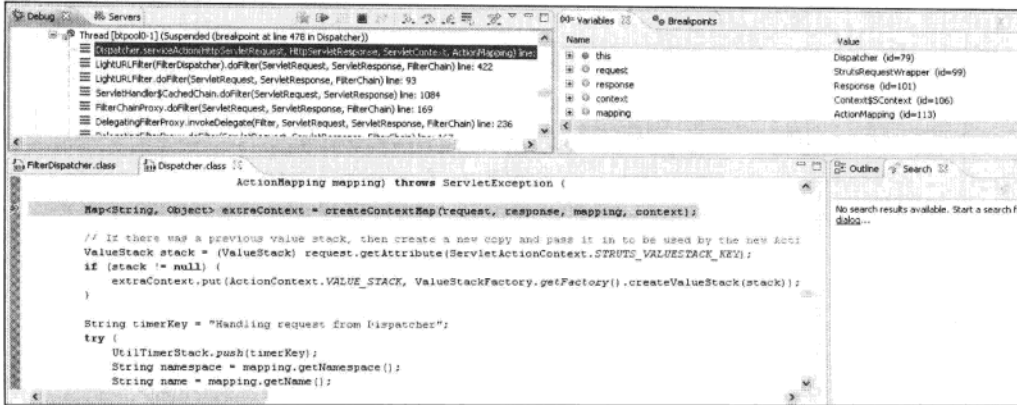 Debug
Servers
Thread [btpool0-1] (Suspended (breakpoint at line 478 in Dispatcher))
Dispatcher.serviceAction(HttpServletRequest, HttpServletResponse, ServletContext, ActionMapping) line:
LightURLFilter(FilterDispatcher).doFilter(ServletRequest, ServletResponse, FilterChain) line: 422
LightURLFilter.doFilter(ServletRequest, ServletResponse, FilterChain) line: 93
ServletHandler$CachedChain.doFilter(ServletRequest, ServletResponse) line: 1084
FilterChainProxy.doFilter(ServletRequest, ServletResponse, FilterChain) line: 169
DelegatingFilterProxy.invokeDelegate(Filter, ServletRequest, ServletResponse, FilterChain) line: 236
(x)= Variables
Breakpoints
Name Value
this Dispatcher (id=79)
request StrutsRequestWrapper (id=99)
response Response (id=101)
context Context$SContext (id=106)
mapping ActionMapping (id=113)
FilterDispatcher.class
Dispatcher.class
ActionMapping mapping) throws ServletException {
Map<String, Object> extraContext = createContextMap(request, response, mapping, context);
// If there was a previous value stack, then create a new copy and pass it in to be used by the new Acti
ValueStack stack = (ValueStack) request.getAttribute(ServletActionContext.STRUTS_VALUESTACK_KEY);
if (stack != null) {
extraContext.put(ActionContext.VALUE_STACK, ValueStackFactory.getFactory().createValueStack(stack));
}
String timerKey = "Handling request from Dispatcher";
try {
UtilTimerStack.push(timerKey);
String namespace = mapping.getNamespace();
String name = mapping.getName();
Outline
Search
No search results available. Start a search f
dialog...